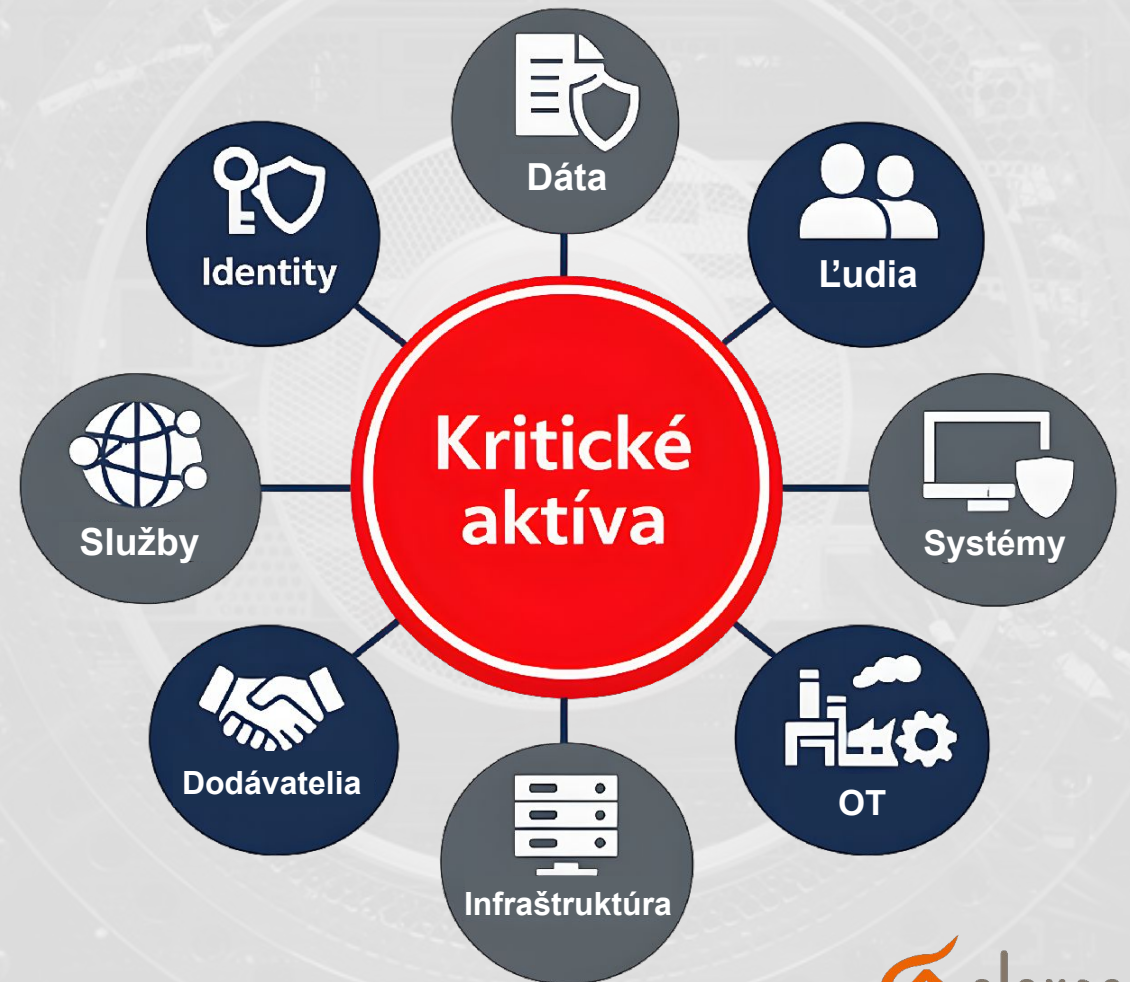 Dáta
Identity
Ľudia
Kritické
aktíva
Služby
Systémy
Dodávatelia
OT
Infraštruktúra